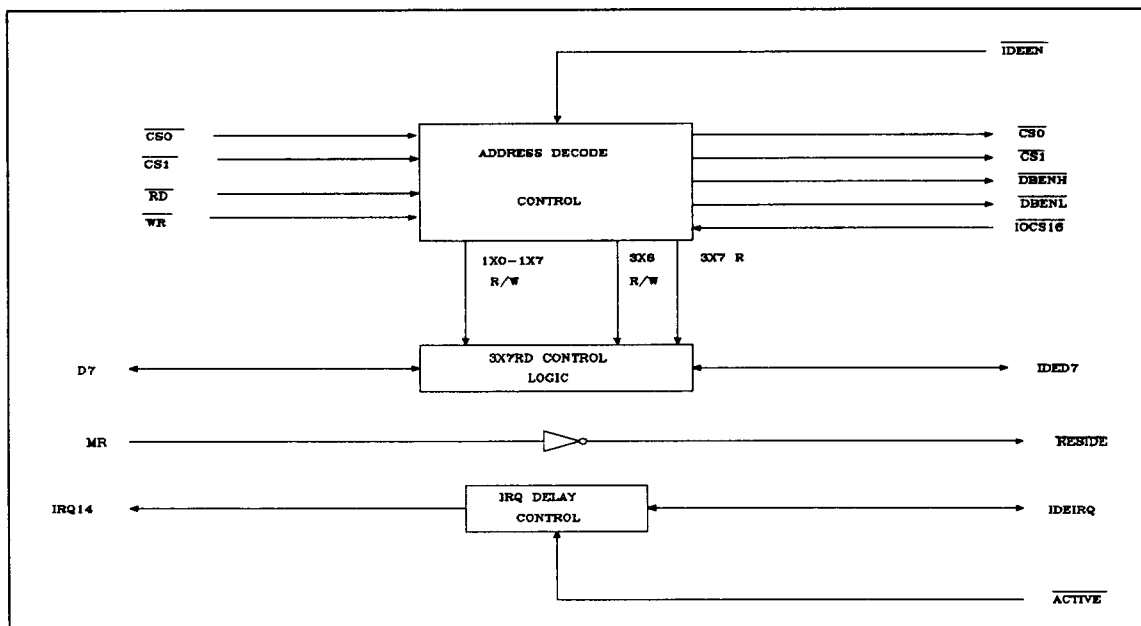 IDEEN
CS0
ADDRESS DECODE
CONTROL
CS0
CS1
CS1
RD
DBENH
WR
DBENL
IOCS16
1X0-1X7
R/W
3X6
R/W
3X7 R
D7
3X7RD CONTROL
LOGIC
IDED7
MR
RESIDE
IRQ14
IRQ DELAY
CONTROL
IDEIRQ
ACTIVE